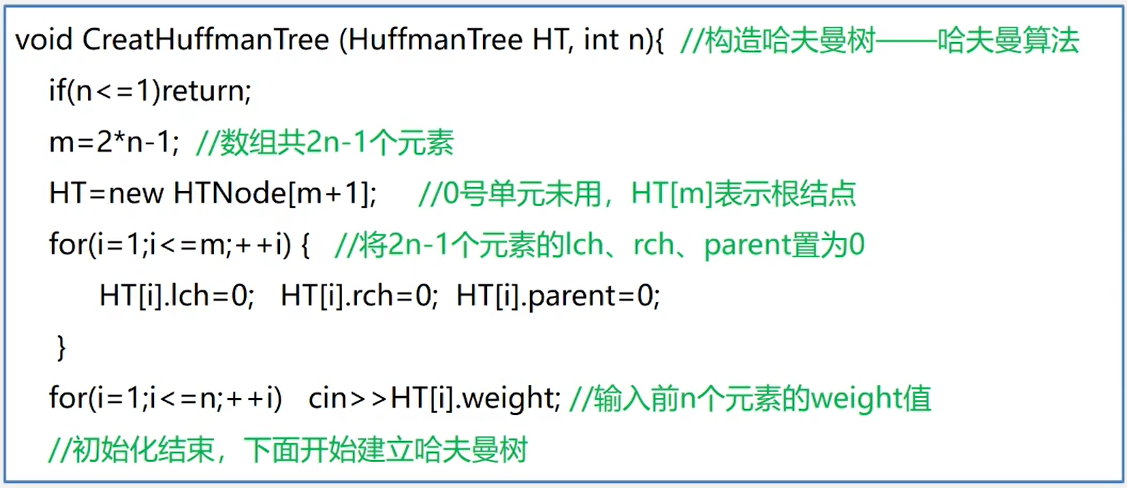 void CreatHuffmanTree (HuffmanTree HT, int n){ //构造哈夫曼树——哈夫曼算法
if(n<=1)return;
m=2*n-1; //数组共2n-1个元素
HT=new HTNode[m+1]; //0号单元未用，HT[m]表示根结点
for(i=1;i<=m;++i) { //将2n-1个元素的lch、rch、parent置为0
HT[i].lch=0; HT[i].rch=0; HT[i].parent=0;
}
for(i=1;i<=n;++i) cin>>HT[i].weight; //输入前n个元素的weight值
//初始化结束，下面开始建立哈夫曼树